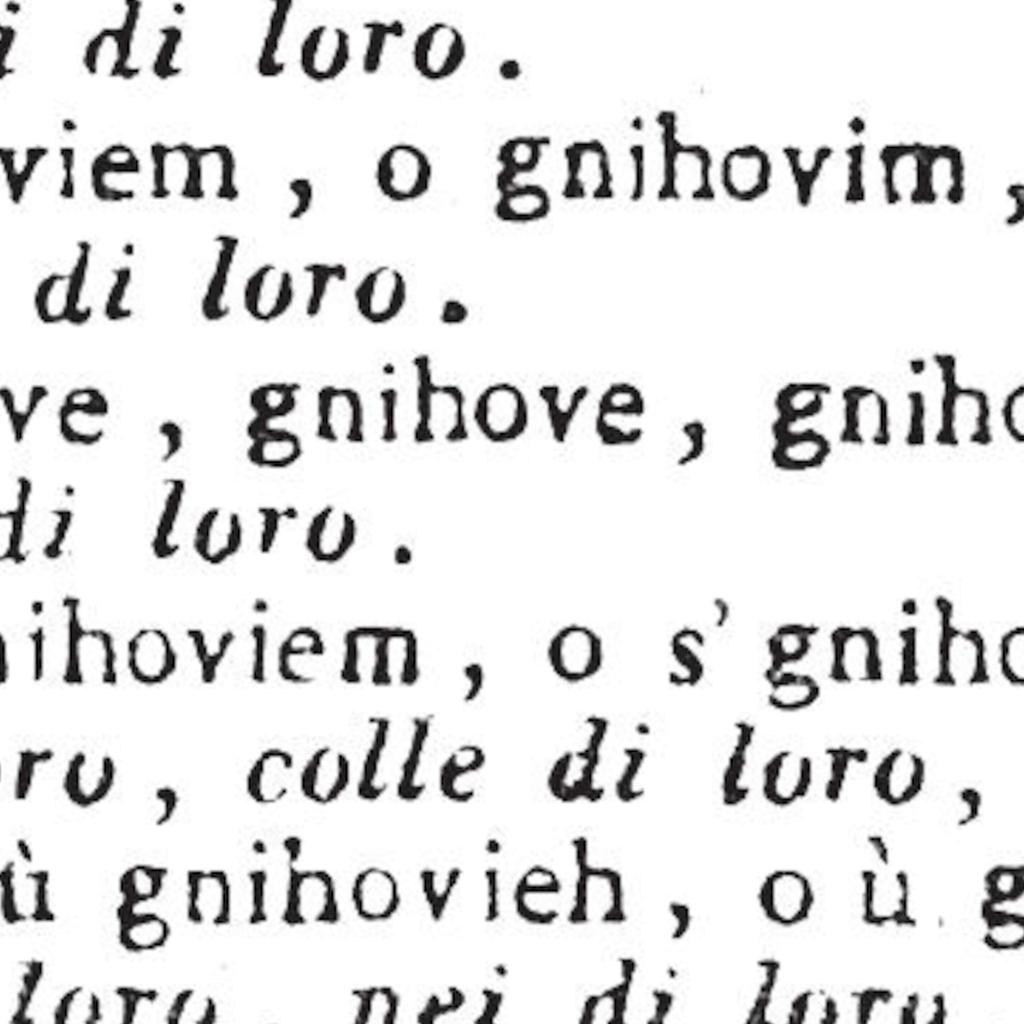 di loro.
viem, o gnihovim,
di loro.
ve, gnihove, gniho
di loro.
nihoviem, o s'gniho
oro, colle di loro,
ù gnihovieh, o ù g
loro, nei di loro